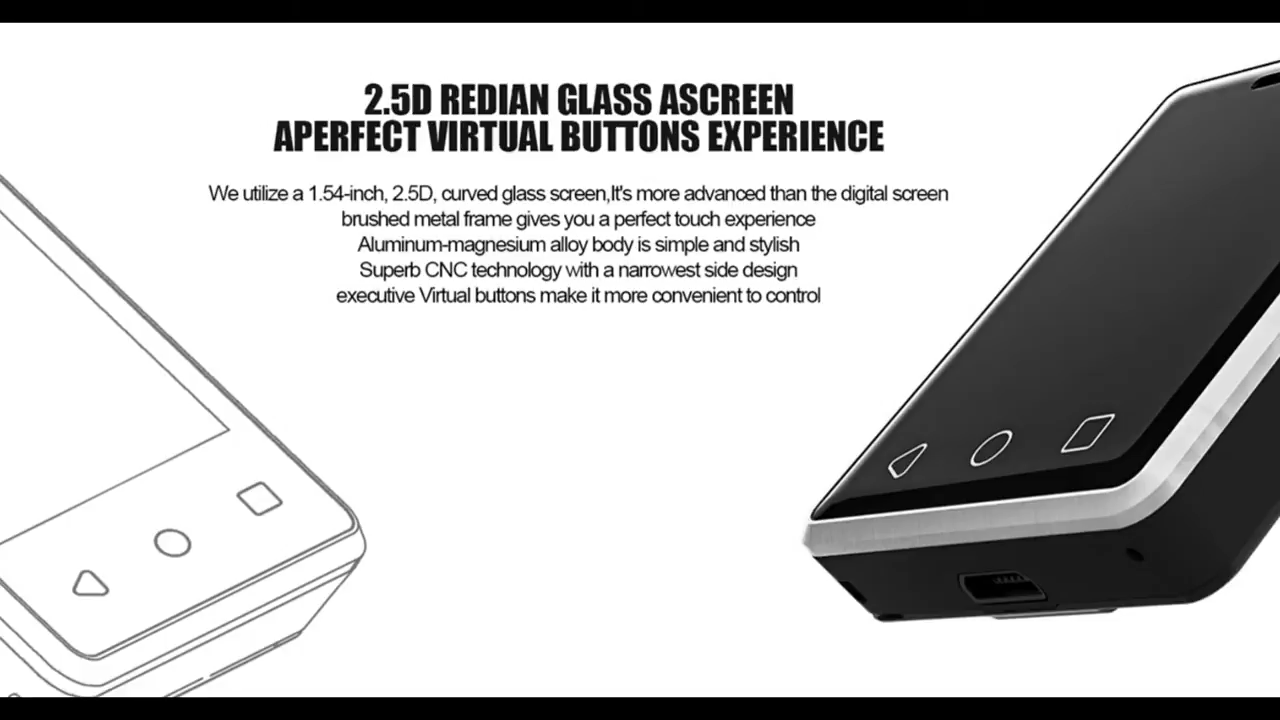 2.5D REDIAN GLASS ASCREEN
APERFECT VIRTUAL BUTTONS EXPERIENCE
We utilize a 1.54-inch, 2.5D, curved glass screen,It's more advanced than the digital screen
brushed metal frame gives you a perfect touch experience
Aluminum-magnesium alloy body is simple and stylish
Superb CNC technology with a narrowest side design
executive Virtual buttons make it more convenient to control